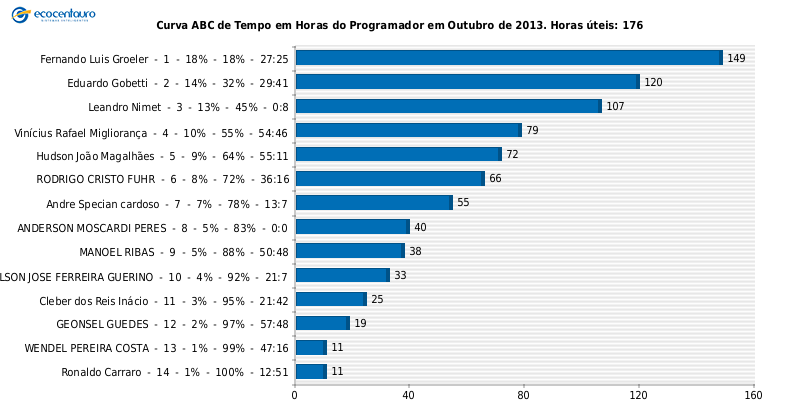 ecocentauro
Curva ABC de Tempo em Horas do Programador em Outubro de 2013. Horas úteis: 176
Fernando Luis Groeler - 1 - 18% - 18% - 27:25 149
Eduardo Gobetti - 2 - 14% - 32% - 29:41 120
Leandro Nimet - 3 - 13% - 45% - 0:8 107
Vinícius Rafael Migliorança - 4 - 10% - 55% - 54:46 79
Hudson João Magalhães - 5 - 9% - 64% - 55:11 72
RODRIGO CRISTO FUHR - 6 - 8% - 72% - 36:16 66
Andre Specian cardoso - 7 - 7% - 78% - 13:7 55
ANDERSON MOSCARDI PERES - 8 - 5% - 83% - 0:0 40
MANOEL RIBAS - 9 - 5% - 88% - 50:48 38
LSON JOSE FERREIRA GUERINO - 10 - 4% - 92% - 21:7 33
Cleber dos Reis Inácio - 11 - 3% - 95% - 21:42 25
GEONSEL GUEDES - 12 - 2% - 97% - 57:48 19
WENDEL PEREIRA COSTA - 13 - 1% - 99% - 47:16 11
Ronaldo Carraro - 14 - 1% - 100% - 12:51 11
0 40 80 120 160